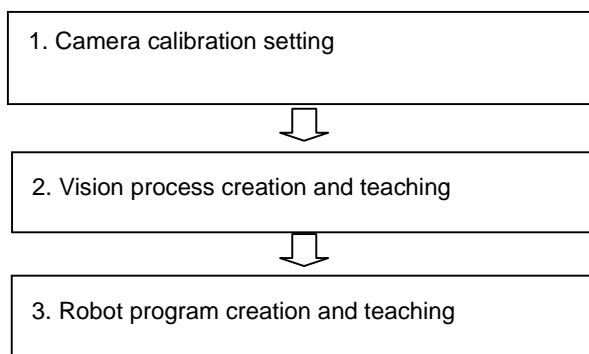 1. Camera calibration setting
2. Vision process creation and teaching
3. Robot program creation and teaching